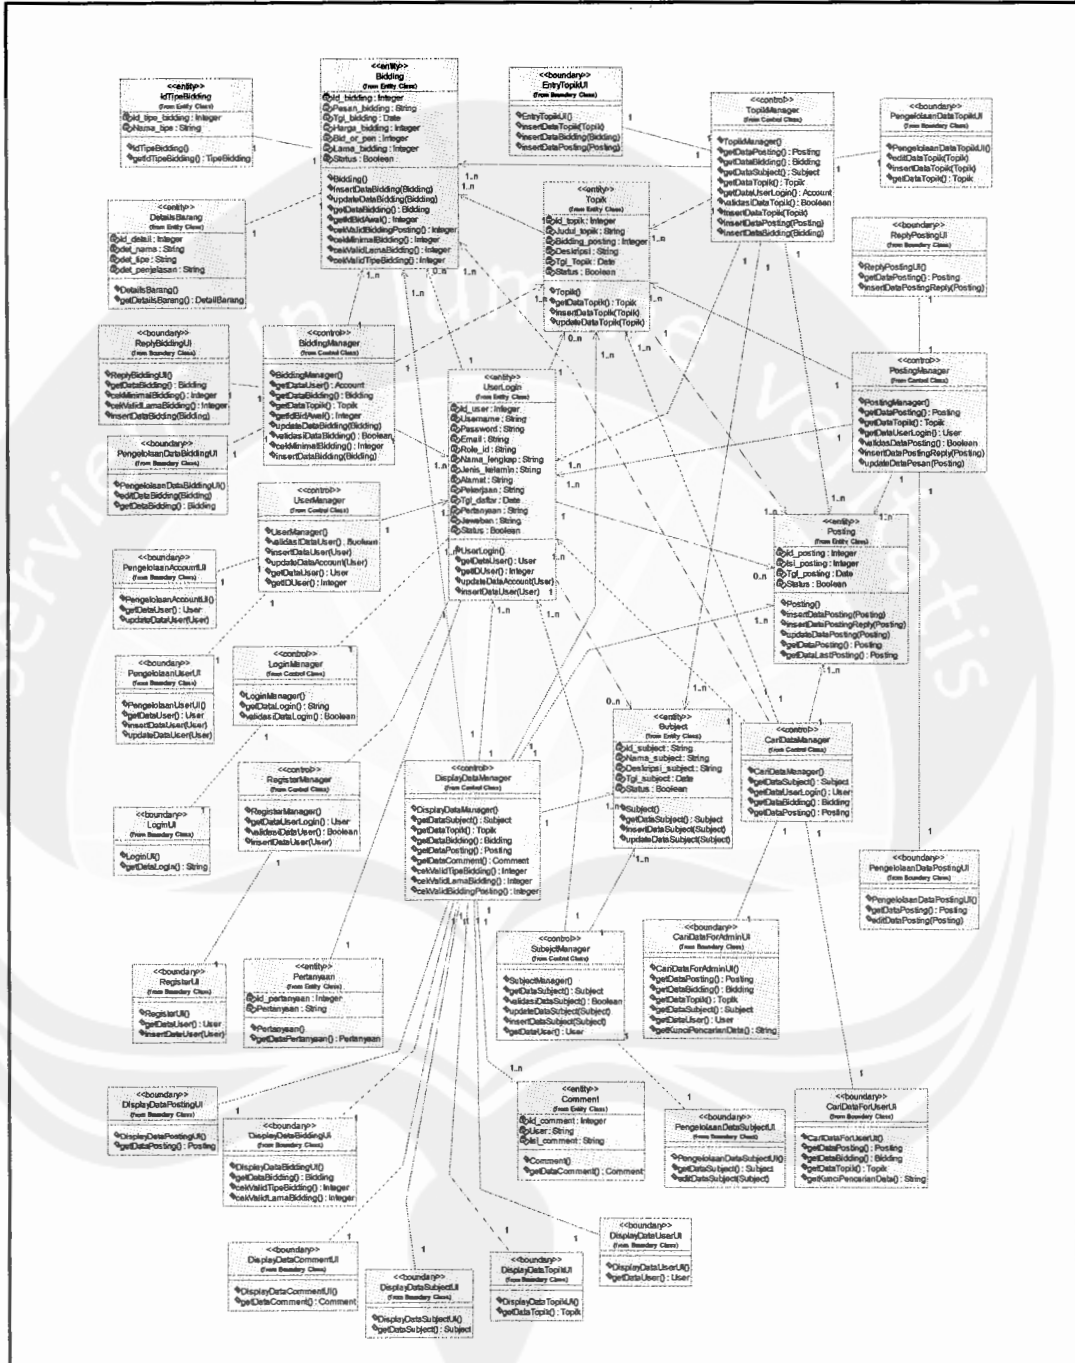 <<entity>>
IdTipeBidding
(from Entity Class)
id_tipe_bidding : Integer
Nama_tipe : String
IdTipeBidding()
getIdTipeBidding() : TipeBidding
<<entity>>
Bidding
(from Entity Class)
id_bidding : Integer
Pesan_bidding : String
Tgl_bidding : Date
Harga_bidding : Integer
Bid_or_pen : Integer
Lama_bidding : Integer
Status : Boolean
Bidding()
insertDataBidding(Bidding)
updateDataBidding(Bidding)
getDataBidding() : Bidding
getIdBidAwal() : Integer
cekValidBiddingPosting() : Integer
cekMinimalBidding() : Integer
cekValidLamaBidding() : Integer
cekValidTipeBidding() : Integer
<<boundary>>
EntryTopikUI
(from Boundary Class)
EntryTopikUI()
insertDataTopik(Topik)
insertDataBidding(Bidding)
insertDataPosting(Posting)
<<control>>
TopikManager
(from Control Class)
TopikManager()
getDataPosting() : Posting
getDataBidding() : Bidding
getDataSubject() : Subject
getDataTopik() : Topik
getDataUserLogin() : Account
validasiDataTopik() : Boolean
insertDataTopik(Topik)
insertDataPosting(Posting)
insertDataBidding(Bidding)
<<boundary>>
PengelolaanDataTopikUI
(from Boundary Class)
PengelolaanDataTopikUI()
editDataTopik(Topik)
insertDataTopik(Topik)
getDataTopik() : Topik
<<entity>>
DetailsBarang
(from Entity Class)
id_detail : Integer
det_nama : String
det_tipe : String
det_penjelasan : String
DetailsBarang()
getDetailsBarang() : DetailBarang
<<entity>>
Topik
(from Entity Class)
id_topik : Integer
Judul_topik : String
Bidding_posting : Integer
Deskripsi : String
Tgl_Topik : Date
Status : Boolean
Topik()
getDataTopik() : Topik
insertDataTopik(Topik)
updateDataTopik(Topik)
<<boundary>>
ReplyPostingUI
(from Boundary Class)
ReplyPostingUI()
getDataPosting() : Posting
insertDataPostingReply(Posting)
<<boundary>>
ReplyBiddingUI
(from Boundary Class)
ReplyBiddingUI()
getDataBidding() : Bidding
cekMinimalBidding() : Integer
cekValidLamaBidding() : Integer
insertDataBidding(Bidding)
<<control>>
BiddingManager
(from Control Class)
BiddingManager()
getDataUser() : Account
getDataBidding() : Bidding
getDataTopik() : Topik
getIdBidAwal() : Integer
updateDataBidding(Bidding)
validasiDataBidding() : Boolean
cekMinimalBidding() : Integer
insertDataBidding(Bidding)
<<entity>>
UserLogin
(from Entity Class)
id_user : Integer
Username : String
Password : String
Email : String
Role_id : String
Nama_lengkap : String
Jenis_kelamin : String
Alamat : String
Pekerjaan : String
Tgl_daftar : Date
Pertanyaan : String
Jawaban : String
Status : Boolean
UserLogin()
getDataUser() : User
getIDUser() : Integer
updateDataAccount(User)
insertDataUser(User)
<<control>>
PostingManager
(from Control Class)
PostingManager()
getDataPosting() : Posting
getDataTopik() : Topik
getDataUserLogin() : User
validasDataPosting() : Boolean
insertDataPostingReply(Posting)
updateDataPesan(Posting)
<<boundary>>
PengelolaanDataBiddingUI
(from Boundary Class)
PengelolaanDataBiddingUI()
editDataBidding(Bidding)
getDataBidding() : Bidding
<<control>>
UserManager
(from Control Class)
UserManager()
validasiDataUser() : Boolean
insertDataUser(User)
updateDataAccount(User)
getDataUser() : User
getIDUser() : Integer
<<entity>>
Posting
(from Entity Class)
id_posting : Integer
Isi_posting : Integer
Tgl_posting : Date
Status : Boolean
Posting()
insertDataPosting(Posting)
insertDataPostingReply(Posting)
updateDataPosting(Posting)
getDataPosting() : Posting
getDataLastPosting() : Posting
<<boundary>>
PengelolaanAccountUI
(from Boundary Class)
PengelolaanAccountUI()
getDataUser() : User
updateDataUser(User)
<<boundary>>
PengelolaanUserUI
(from Boundary Class)
PengelolaanUserUI()
getDataUser() : User
insertDataUser(User)
updateDataUser(User)
<<control>>
LoginManager
(from Control Class)
LoginManager()
getDataLogin() : String
validasiDataLogin() : Boolean
<<entity>>
Subject
(from Entity Class)
id_subject : String
Nama_subject : String
Deskripsi_subject : String
Tgl_subject : Date
Status : Boolean
Subject()
getDataSubject() : Subject
insertDataSubject(Subject)
updateDataSubject(Subject)
<<control>>
CariDataManager
(from Control Class)
CariDataManager()
getDataSubject() : Subject
getDataUserLogin() : User
getDataBidding() : Bidding
getDataPosting() : Posting
<<control>>
RegisterManager
(from Control Class)
RegisterManager()
getDataUserLogin() : User
validasiDataUser() : Boolean
insertDataUser(User)
<<control>>
DisplayDataManager
(from Control Class)
DisplayDataManager()
getDataSubject() : Subject
getDataTopik() : Topik
getDataBidding() : Bidding
getDataPosting() : Posting
getDataComment() : Comment
cekValidTipeBidding() : Integer
cekValidLamaBidding() : Integer
cekValidBiddingPosting() : Integer
<<boundary>>
LoginUI
(from Boundary Class)
LoginUI()
getDataLogin() : String
<<boundary>>
PengelolaanDataPostingUI
(from Boundary Class)
PengelolaanDataPostingUI()
getDataPosting() : Posting
editDataPosting(Posting)
<<boundary>>
RegisterUI
(from Boundary Class)
RegisterUI()
getDataUser() : User
insertDataUser(User)
<<entity>>
Pertanyaan
(from Entity Class)
id_pertanyaan : Integer
Pertanyaan : String
Pertanyaan()
getDataPertanyaan() : Pertanyaan
<<control>>
SubejctManager
(from Control Class)
SubjectManager()
getDataSubject() : Subject
validasiDataSubject() : Boolean
updateDataSubject(Subject)
insertDataSubject(Subject)
getDataUser() : User
<<boundary>>
CariDataForAdminUI
(from Boundary Class)
CariDataForAdminUI()
getDataPosting() : Posting
getDataBidding() : Bidding
getDataTopik() : Topik
getDataSubject() : Subject
getDataUser() : User
getKunciPencarianData() : String
<<boundary>>
DisplayDataPostingUI
(from Boundary Class)
DisplayDataPostingUI()
getDataPosting() : Posting
<<boundary>>
DisplayDataBiddingUI
(from Boundary Class)
DisplayDataBiddingUI()
getDataBidding() : Bidding
cekValidTipeBidding() : Integer
cekValidLamaBidding() : Integer
<<entity>>
Comment
(from Entity Class)
id_comment : Integer
User : String
Isi_comment : String
Comment()
getDataComment() : Comment
<<boundary>>
PengelolaanDataSubjectUI
(from Boundary Class)
PengelolaanDataSubjectUI()
getDataSubject() : Subject
editDataSubject(Subject)
<<boundary>>
CariDataForUserUI
(from Boundary Class)
CariDataForUserUI()
getDataPosting() : Posting
getDataBidding() : Bidding
getDataTopik() : Topik
getKunciPencarianData() : String
<<boundary>>
DisplayDataCommentUI
(from Boundary Class)
DisplayDataCommentUI()
getDataComment() : Comment
<<boundary>>
DisplayDataSubjectUI
(from Boundary Class)
DisplayDataSubjectUI()
getDataSubject() : Subject
<<boundary>>
DisplayDataTopikUI
(from Boundary Class)
DisplayDataTopikUI()
getDataTopik() : Topik
<<boundary>>
DisplayDataUserUI
(from Boundary Class)
DisplayDataUserUI()
getDataUser() : User